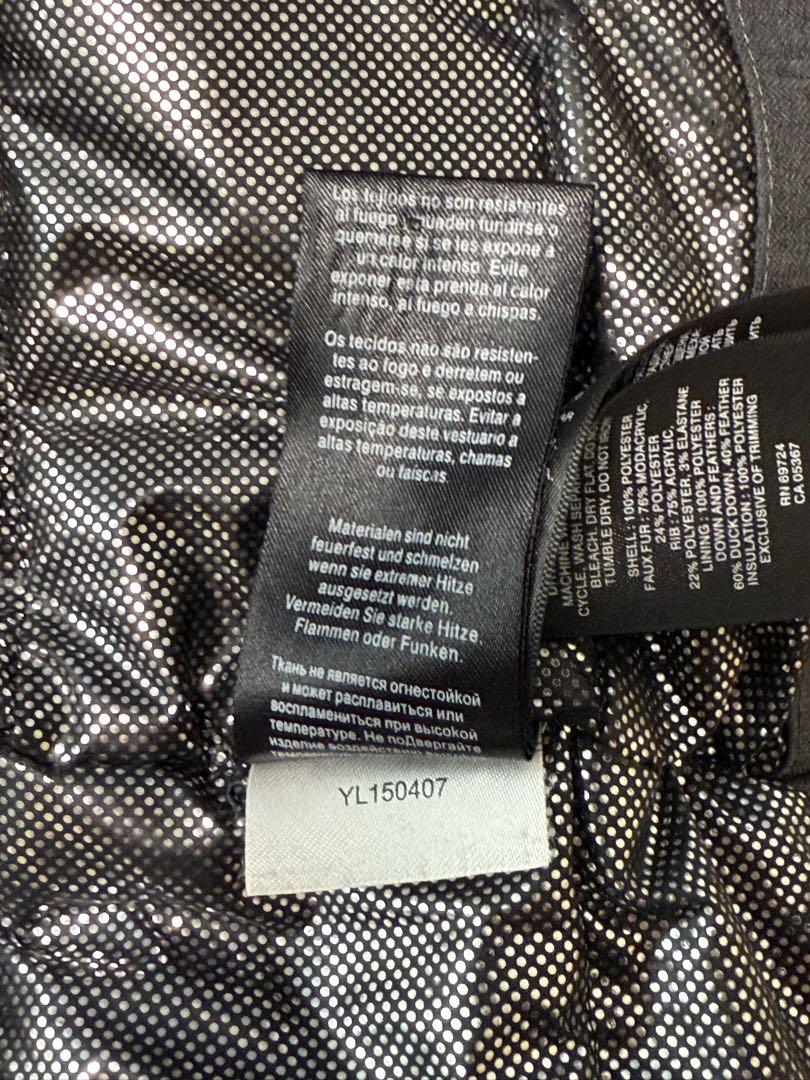 Los tejidos no son resistentes
al fuego y pueden fundirse o
quemarse si se les expone a
un calor intenso. Evite
exponer esta prenda al calor
intenso, al fuego a chispas.
Os tecidos não são resisten-
tes ao fogo e derretem ou
estragem-se, se expostos a
altas temperaturas. Evitar a
exposição deste vestuario a
altas temperaturas, chamas
ou faiscas.
Materialen sind nicht
feuerfest und schmelzen
wenn sie extremer Hitze
ausgesetzt werden.
Vermeiden Sie starke Hitze,
Flammen oder Funken.
Ткань не является огнестойкой
и может расплавиться или
воспламениться при высокой
температуре. Не поДвергайте
изделие
YL150407
MACHINE
CYCLE, WASH
BLEACH, DRY FLAT,
TUMBLE DRY, DO NOT
SHELL: 100% POLYESTER
FAUX FUR : 76% MODACRYLIC,
24% POLYESTER
RIB : 75% ACRYLIC,
22% POLYESTER, 3% ELASTANE
LINING : 100% POLYESTER
DOWN AND FEATHERS :
60% DUCK DOWN, 40% FEATHER
INSULATION: 100% POLYESTER
EXCLUSIVE OF TRIMMING
RN 69724
CA 05367